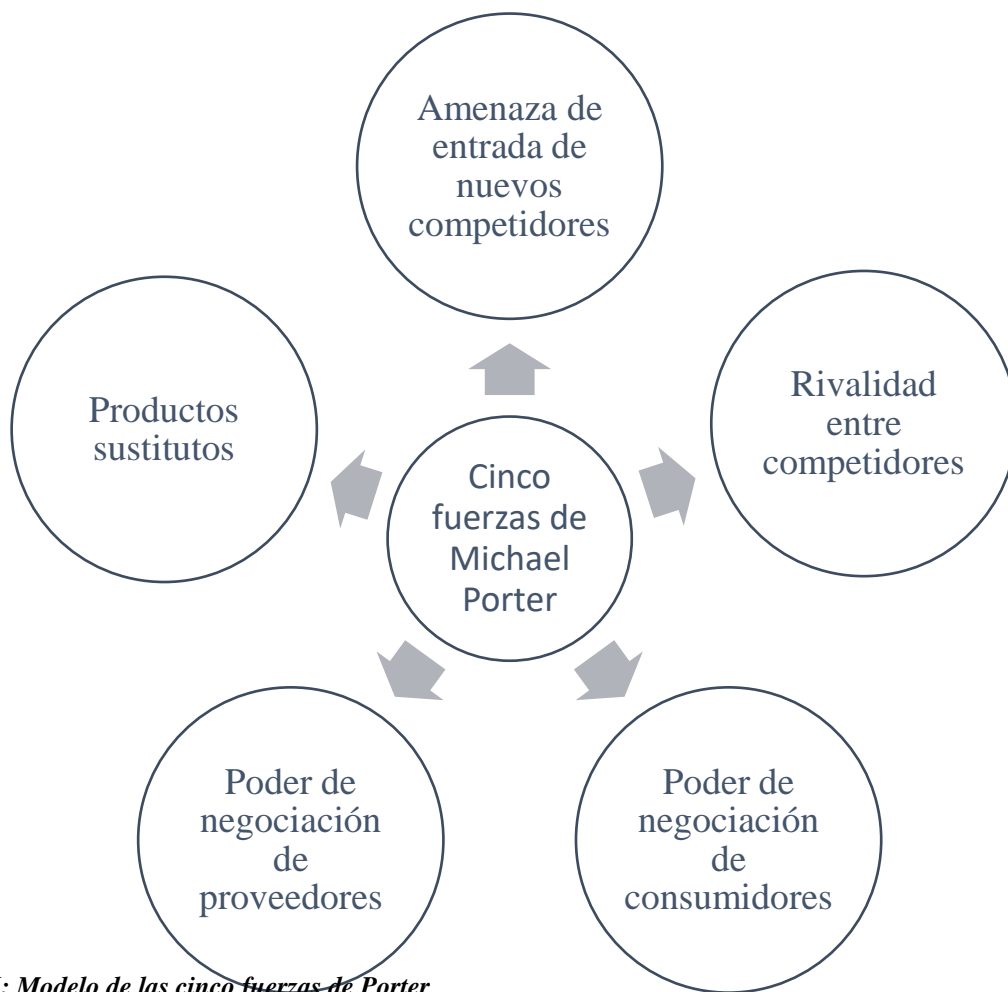 Amenaza de
entrada de
nuevos
competidores
Productos
sustitutos
Rivalidad
entre
competidores
Cinco
fuerzas de
Michael
Porter
Poder de
negociación
de
proveedores
Poder de
negociación
de
consumidores
: Modelo de las cinco fuerzas de Porter